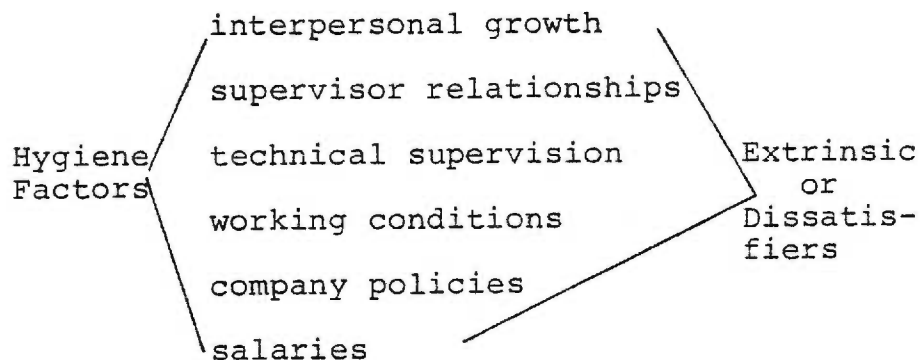 interpersonal growth
supervisor relationships
Hygiene
Factors
technical supervision
working conditions
company policies
salaries
Extrinsic
or
Dissatis-
fiers